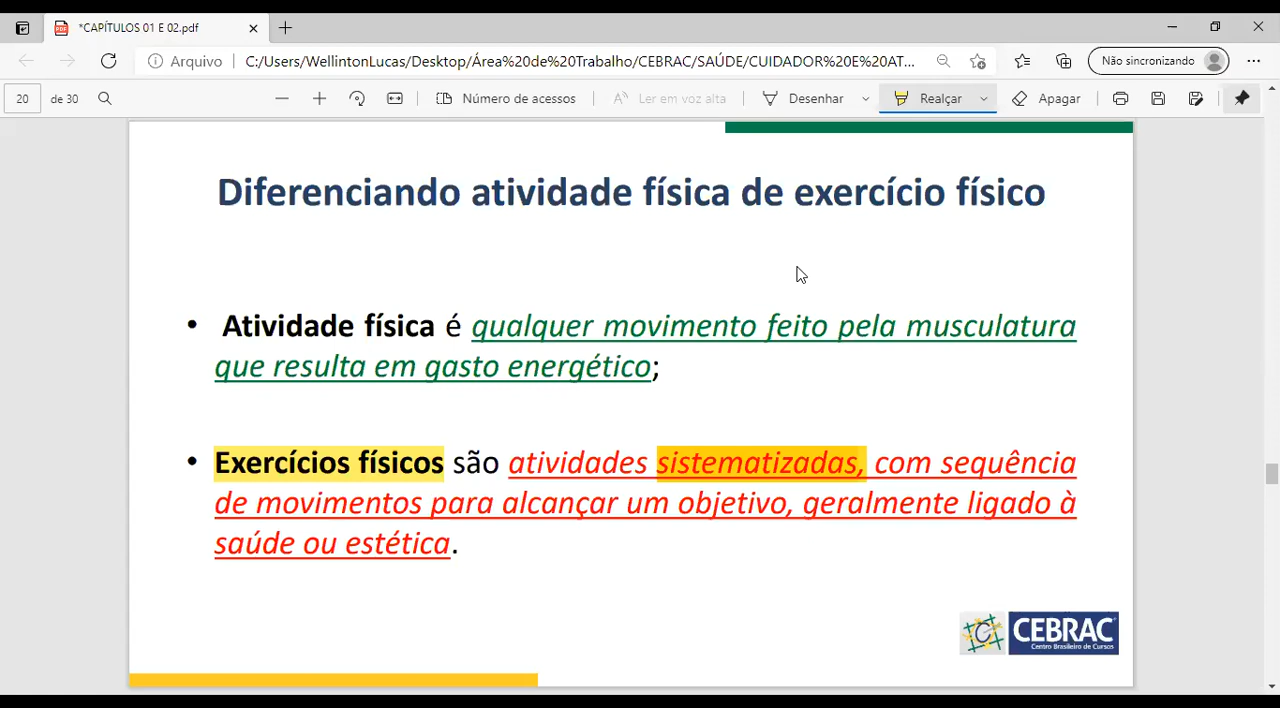 *CAPÍTULOS 01 E 02.pdf
Arquivo
C:/Users/WellintonLucas/Desktop/Área%20de%20Trabalho/CEBRAC/SAÚDE/CUIDADOR%20E%20AT...
Não sincronizando
20 de 30
Número de acessos
Ler em voz alta
Desenhar
Realçar
Apagar
Diferenciando atividade física de exercício físico
• Atividade física é qualquer movimento feito pela musculatura
que resulta em gasto energético;
• Exercícios físicos são atividades sistematizadas, com sequência
de movimentos para alcançar um objetivo, geralmente ligado à
saúde ou estética.
CEBRAC
Centro Brasileiro de Cursos